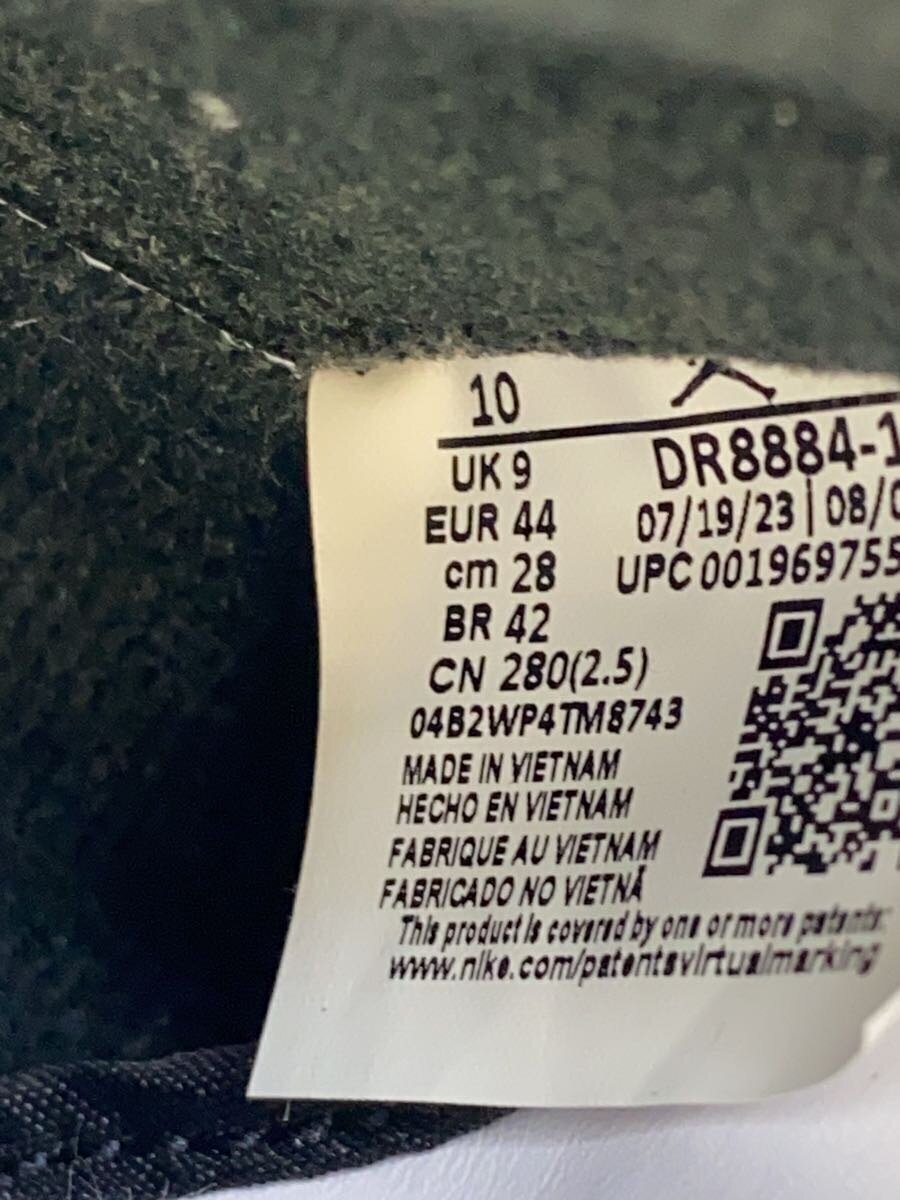 10
UK 9 DR8884-1
EUR 44 07/19/23 | 08/0
cm 28 UPC 001969755
BR 42
CN 280(2.5)
04B2WP4TM8743
MADE IN VIETNAM
HECHO EN VIETNAM
FABRIQUE AU VIETNAM
FABRICADO NO VIETNÃ
This product is covered by one or more patents:
www.nike.com/patentsvirtualmarking